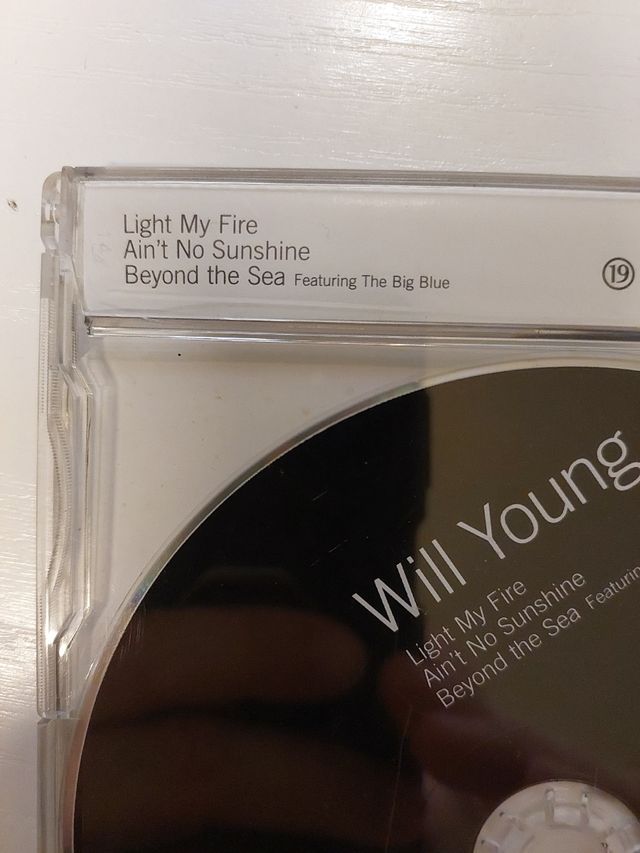 Light My Fire
Ain't No Sunshine
Beyond the Sea Featuring The Big Blue
19
Will Young
Light My Fire
Ain't No Sunshine
Beyond the Sea Featurin